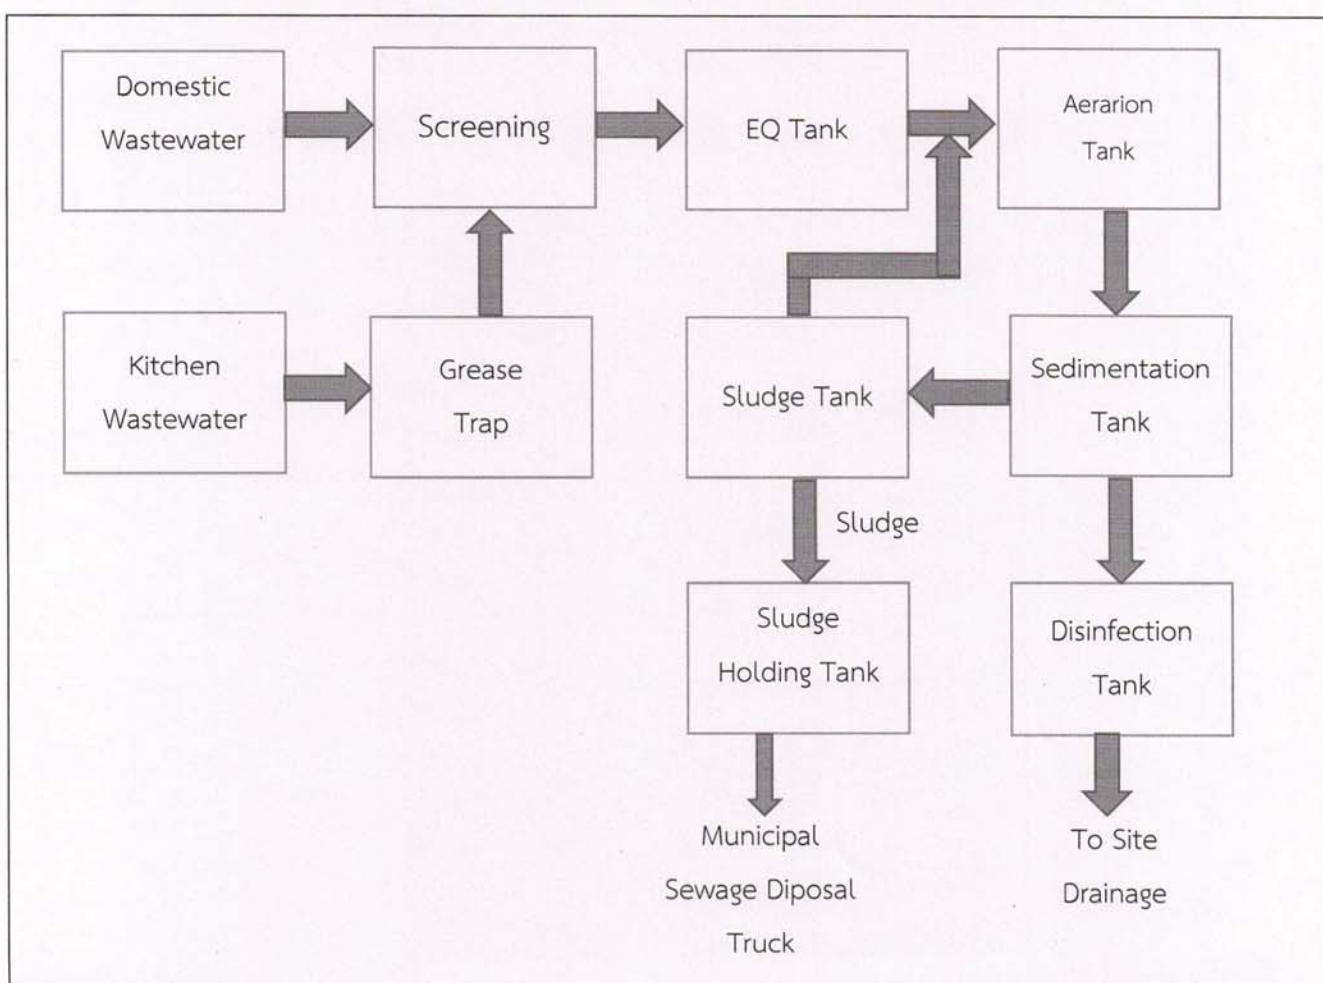 Domestic
Wastewater
Screening
EQ Tank
Aerarion
Tank
Kitchen
Wastewater
Grease
Trap
Sludge Tank
Sedimentation
Tank
Sludge
Sludge
Holding Tank
Disinfection
Tank
Municipal
Sewage Diposal
Truck
To Site
Drainage